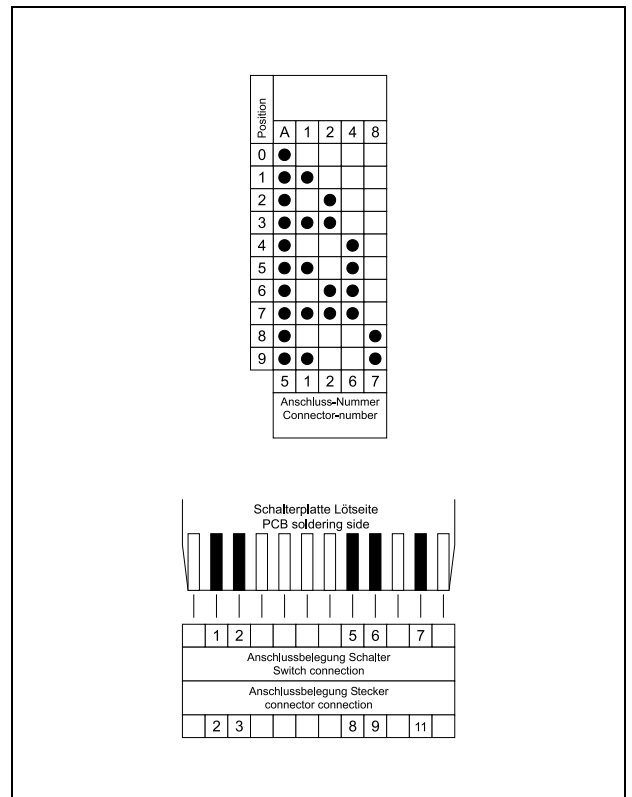 Position
A 1 2 4 8
0 ●
1 ● ●
2 ● ●
3 ● ● ●
4 ● ●
5 ● ● ●
6 ● ● ●
7 ● ● ● ●
8 ● ●
9 ● ● ●
5 1 2 6 7
Anschluss-Nummer
Connector-number
Schalterplatte Lötseite
PCB soldering side
1 2 5 6 7
Anschlussbelegung Schalter
Switch connection
Anschlussbelegung Stecker
connector connection
2 3 8 9 11